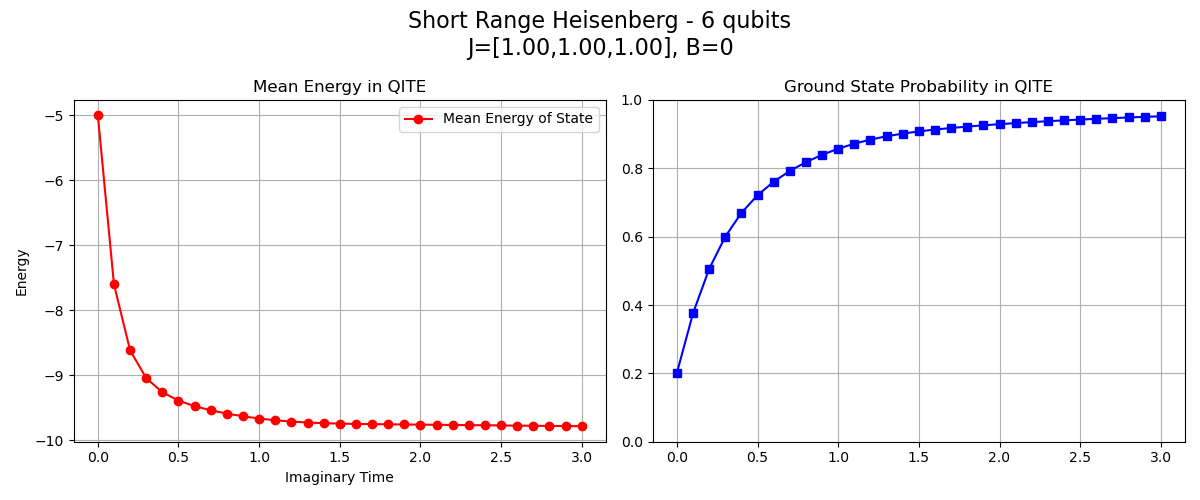 Short Range Heisenberg - 6 qubits
J=[1.00,1.00,1.00], B=0
Mean Energy in QITE
Mean Energy of State
Energy
−5
−6
−7
−8
−9
−10
0.0 0.5 1.0 1.5 2.0 2.5 3.0
Imaginary Time
Ground State Probability in QITE
1.0
0.8
0.6
0.4
0.2
0.0
0.0 0.5 1.0 1.5 2.0 2.5 3.0